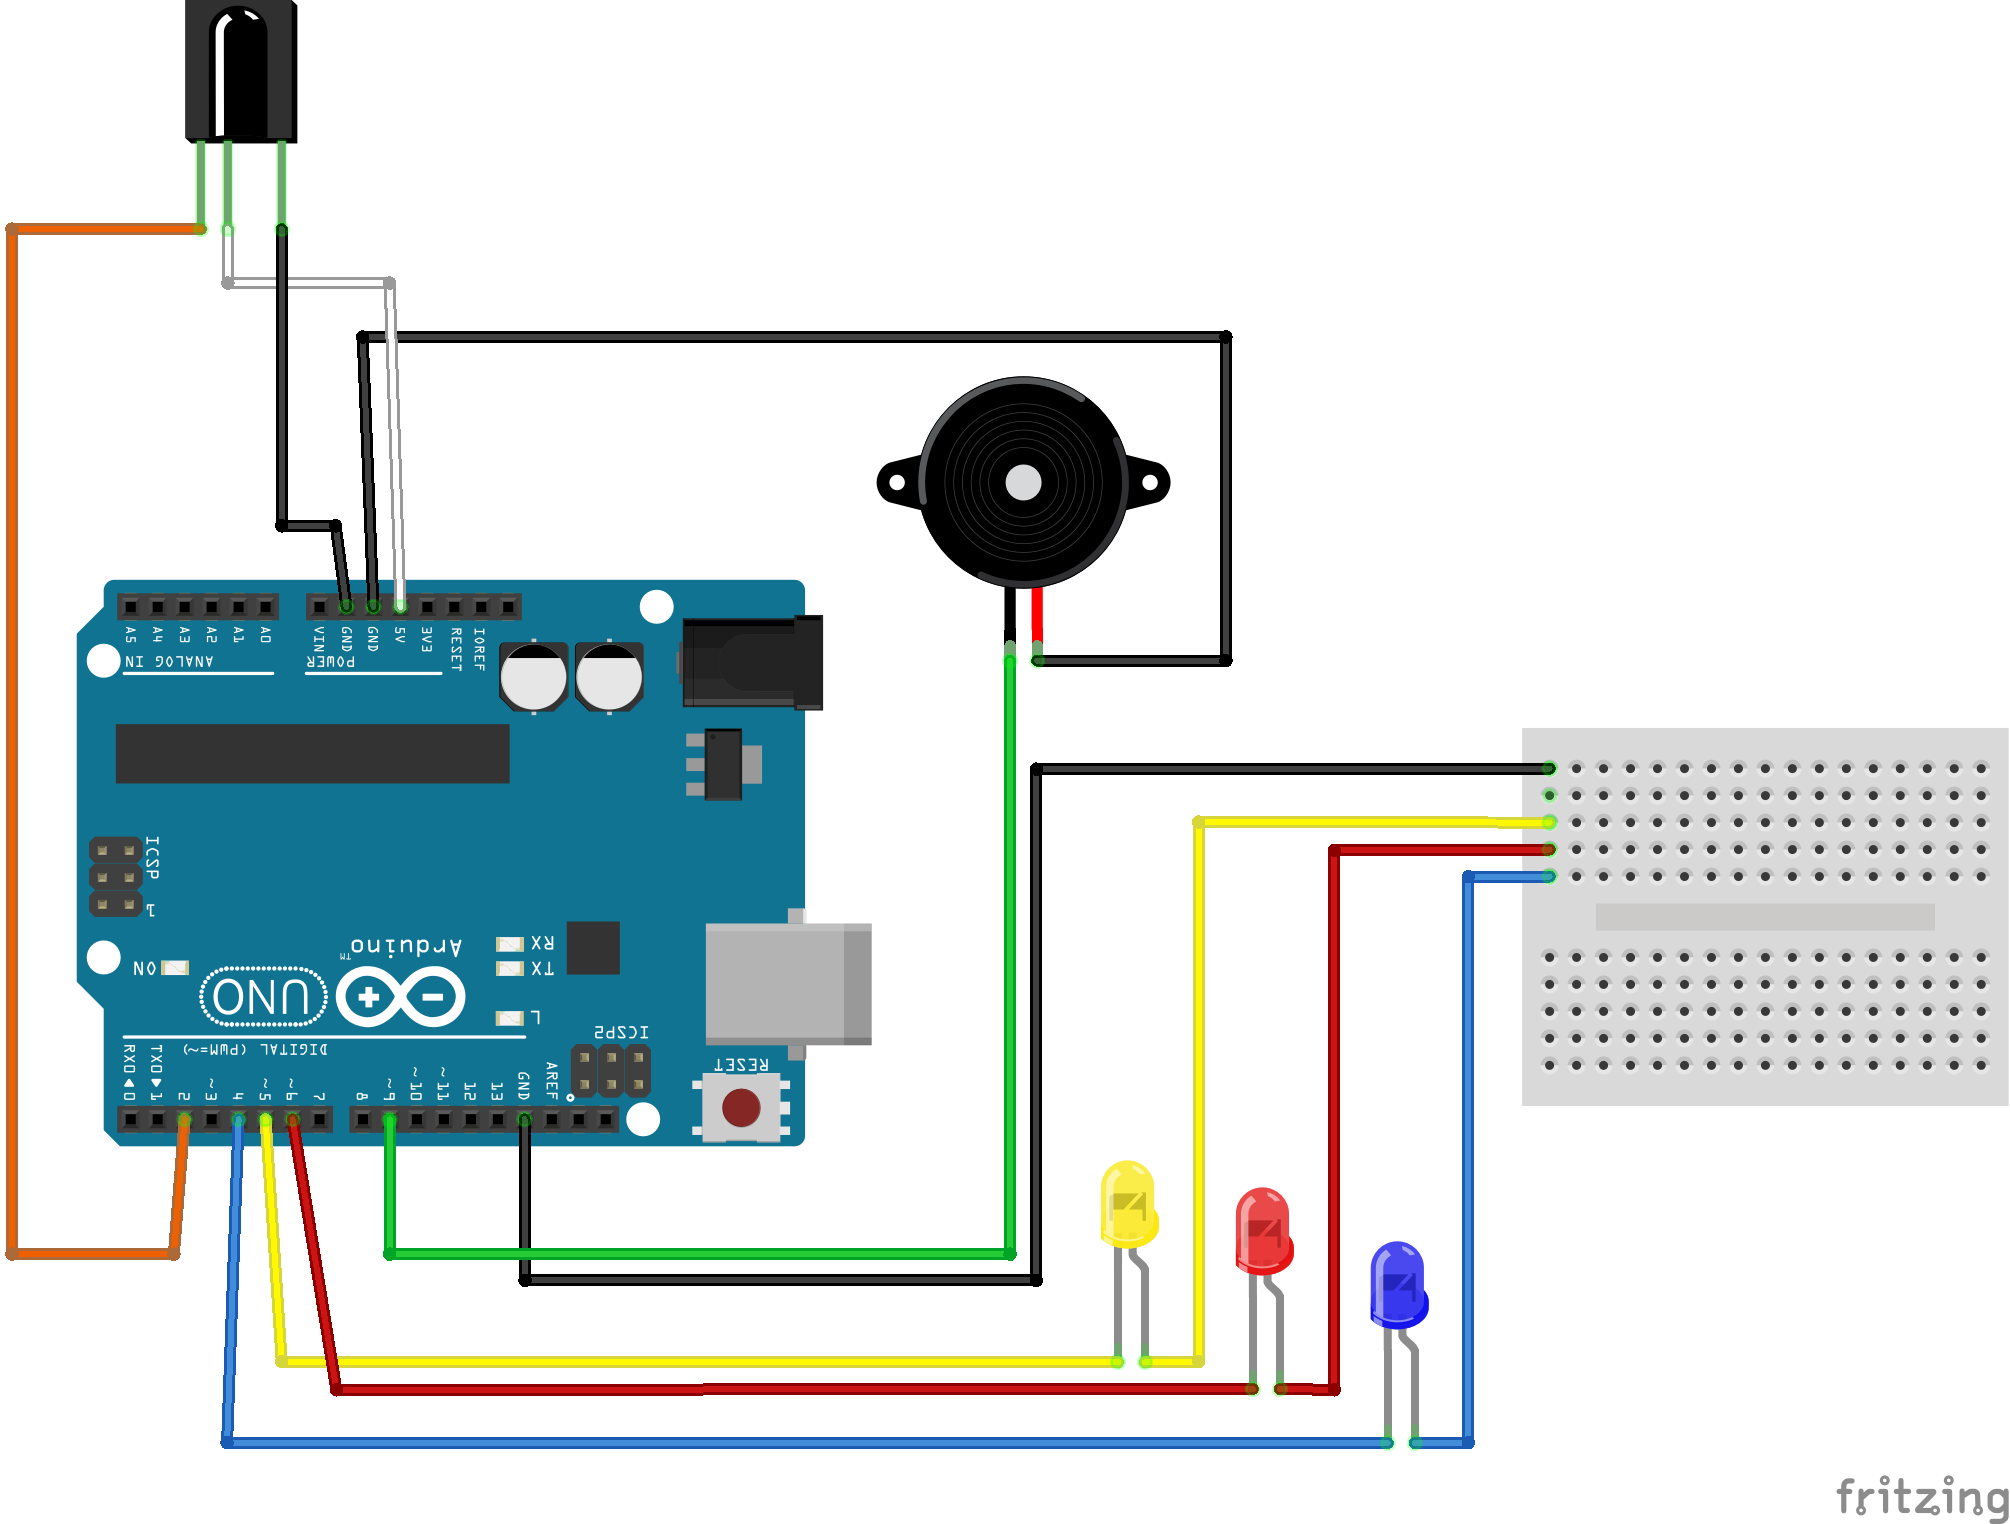 A5
A4
A3
A2
A1
A0
VIN
GND
GND
5V
3V3
RESET
IOREF
ANALOG IN
POWER
ICSP
1
Arduino™
ON
UNO
RX
TX
L
ICSP2
DIGITAL (PWM=~)
RESET
RX0
TX0
0
1
2
~3
4
~5
~6
7
8
~9
~10
~11
12
13
GND
AREF
fritzing